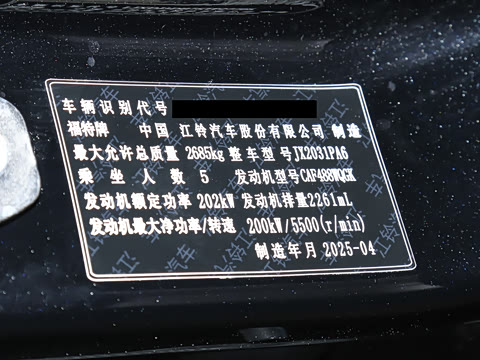 车辆识别代号
福特牌 中国 江铃汽车股份有限公司 制造
最大允许总质量 2685kg 整车型号 JX2031PA6
乘坐人数 5 发动机型号 CAF488WQGK
发动机额定功率 202kW 发动机排量 2261mL
发动机最大净功率/转速 200kW/5500(r/min)
制造年月 2025-04